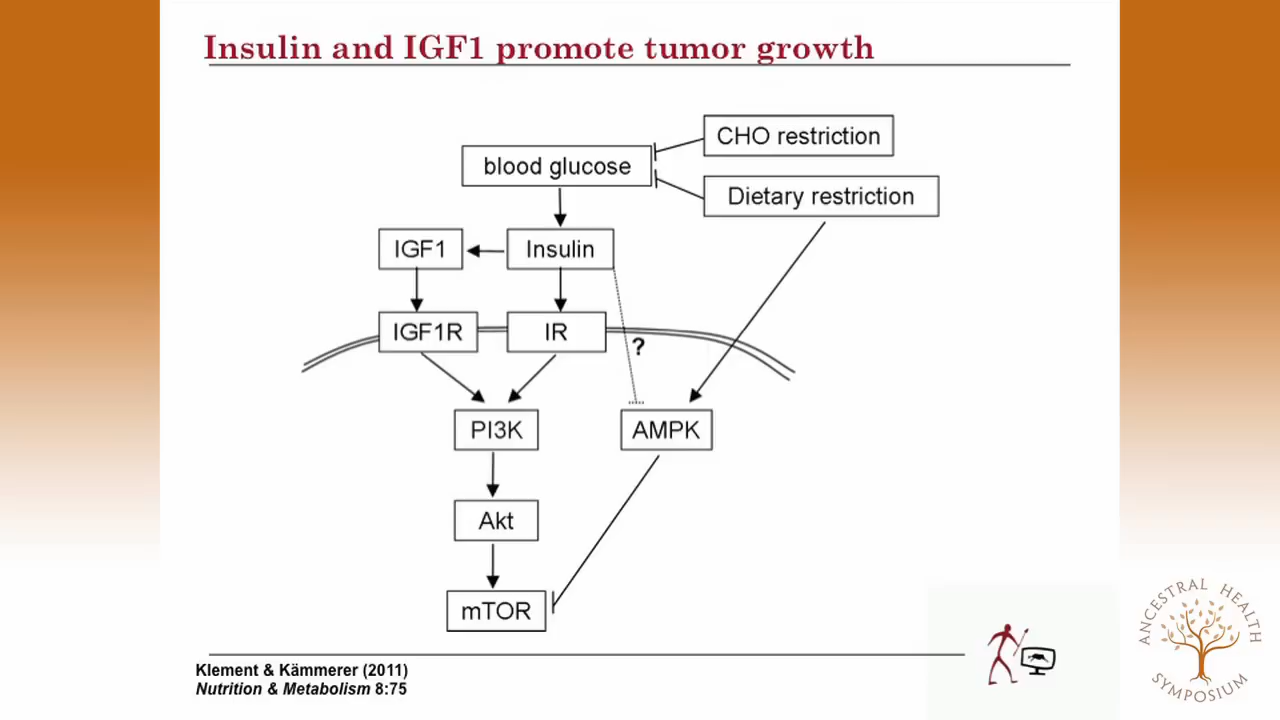 Insulin and IGF1 promote tumor growth
CHO restriction
blood glucose
Dietary restriction
IGF1
Insulin
IGF1R
IR
?
PI3K
AMPK
Akt
mTOR
Klement & Kämmerer (2011)
Nutrition & Metabolism 8:75
ANCESTRAL HEALTH
SYMPOSIUM